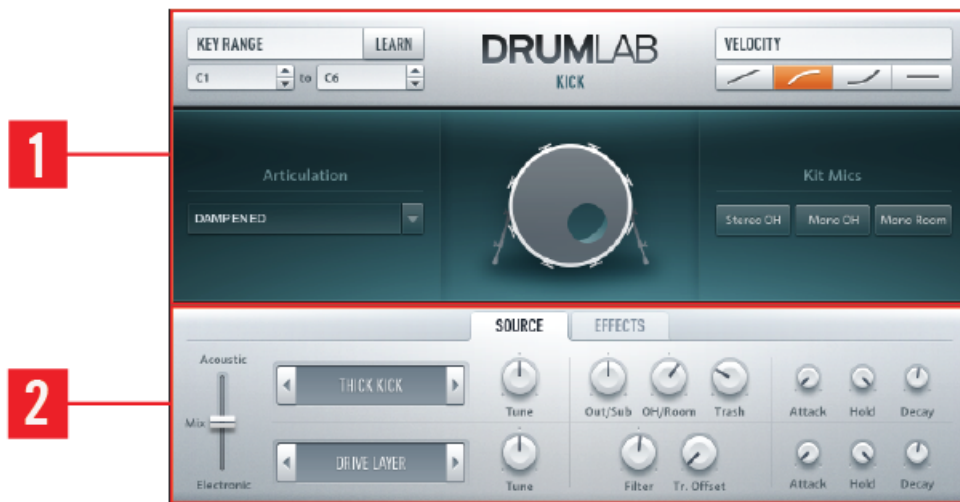 KEY RANGE LEARN
C1 to C6
DRUMLAB
KICK
VELOCITY
1
Articulation
DAMPENED
Kit Mics
Stereo OH Mono OH Mono Room
2
SOURCE EFFECTS
Acoustic
Mix
Electronic
THICK KICK
Tune Out/Sub OH/Room Trash Attack Hold Decay
DRIVE LAYER
Tune Filter Tr. Offset Attack Hold Decay